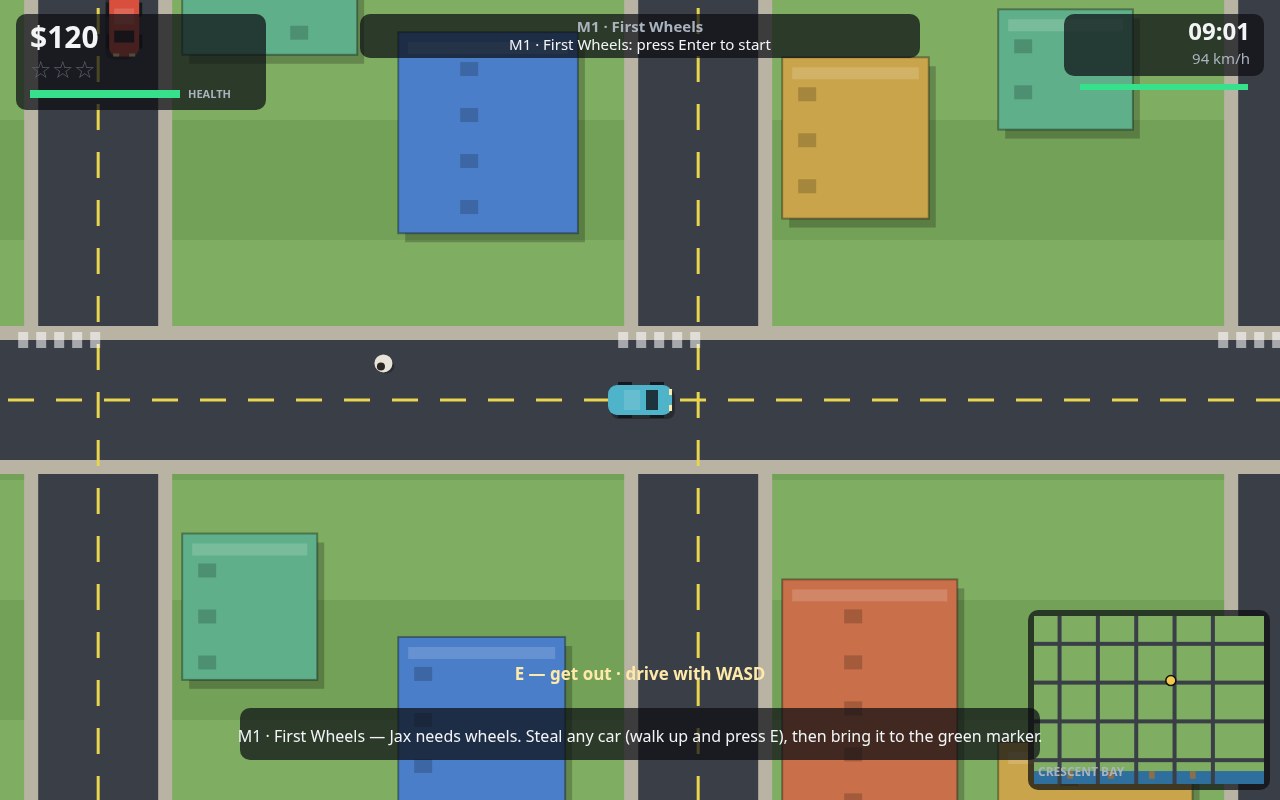 $120
☆☆☆
HEALTH
M1 · First Wheels
M1 · First Wheels: press Enter to start
09:01
94 km/h
E — get out · drive with WASD
M1 · First Wheels — Jax needs wheels. Steal any car (walk up and press E), then bring it to the green marker.
CRESCENT BAY